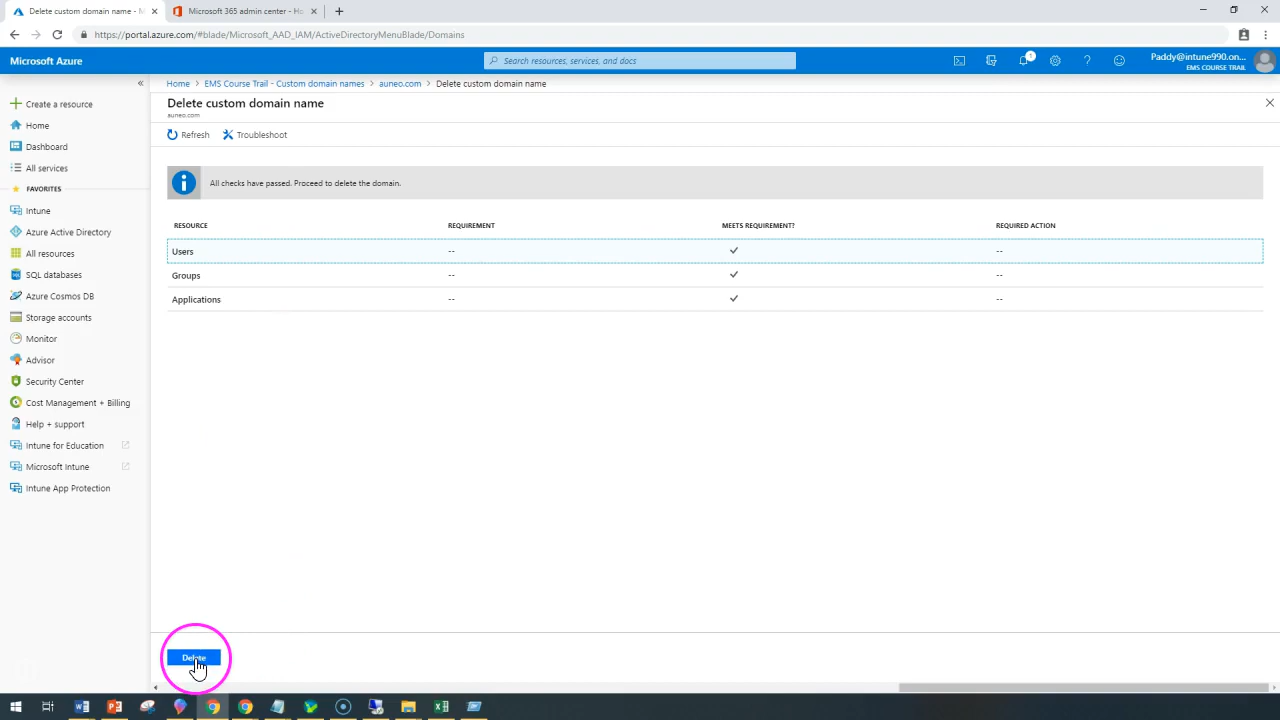 Delete custom domain name - M
Microsoft 365 admin center - Ho
https://portal.azure.com/#blade/Microsoft_AAD_IAM/ActiveDirectoryMenuBlade/Domains
Microsoft Azure
Search resources, services, and docs
1
Paddy@intune990.on...
EMS COURSE TRAIL
Home > EMS Course Trail - Custom domain names > auneo.com > Delete custom domain name
Delete custom domain name
auneo.com
Refresh
Troubleshoot
Create a resource
Home
Dashboard
All services
FAVORITES
Intune
Azure Active Directory
All resources
SQL databases
Azure Cosmos DB
Storage accounts
Monitor
Advisor
Security Center
Cost Management + Billing
Help + support
Intune for Education
Microsoft Intune
Intune App Protection
All checks have passed. Proceed to delete the domain.
RESOURCE REQUIREMENT MEETS REQUIREMENT? REQUIRED ACTION
Users -- ✓ --
Groups -- ✓ --
Applications -- ✓ --
Delete